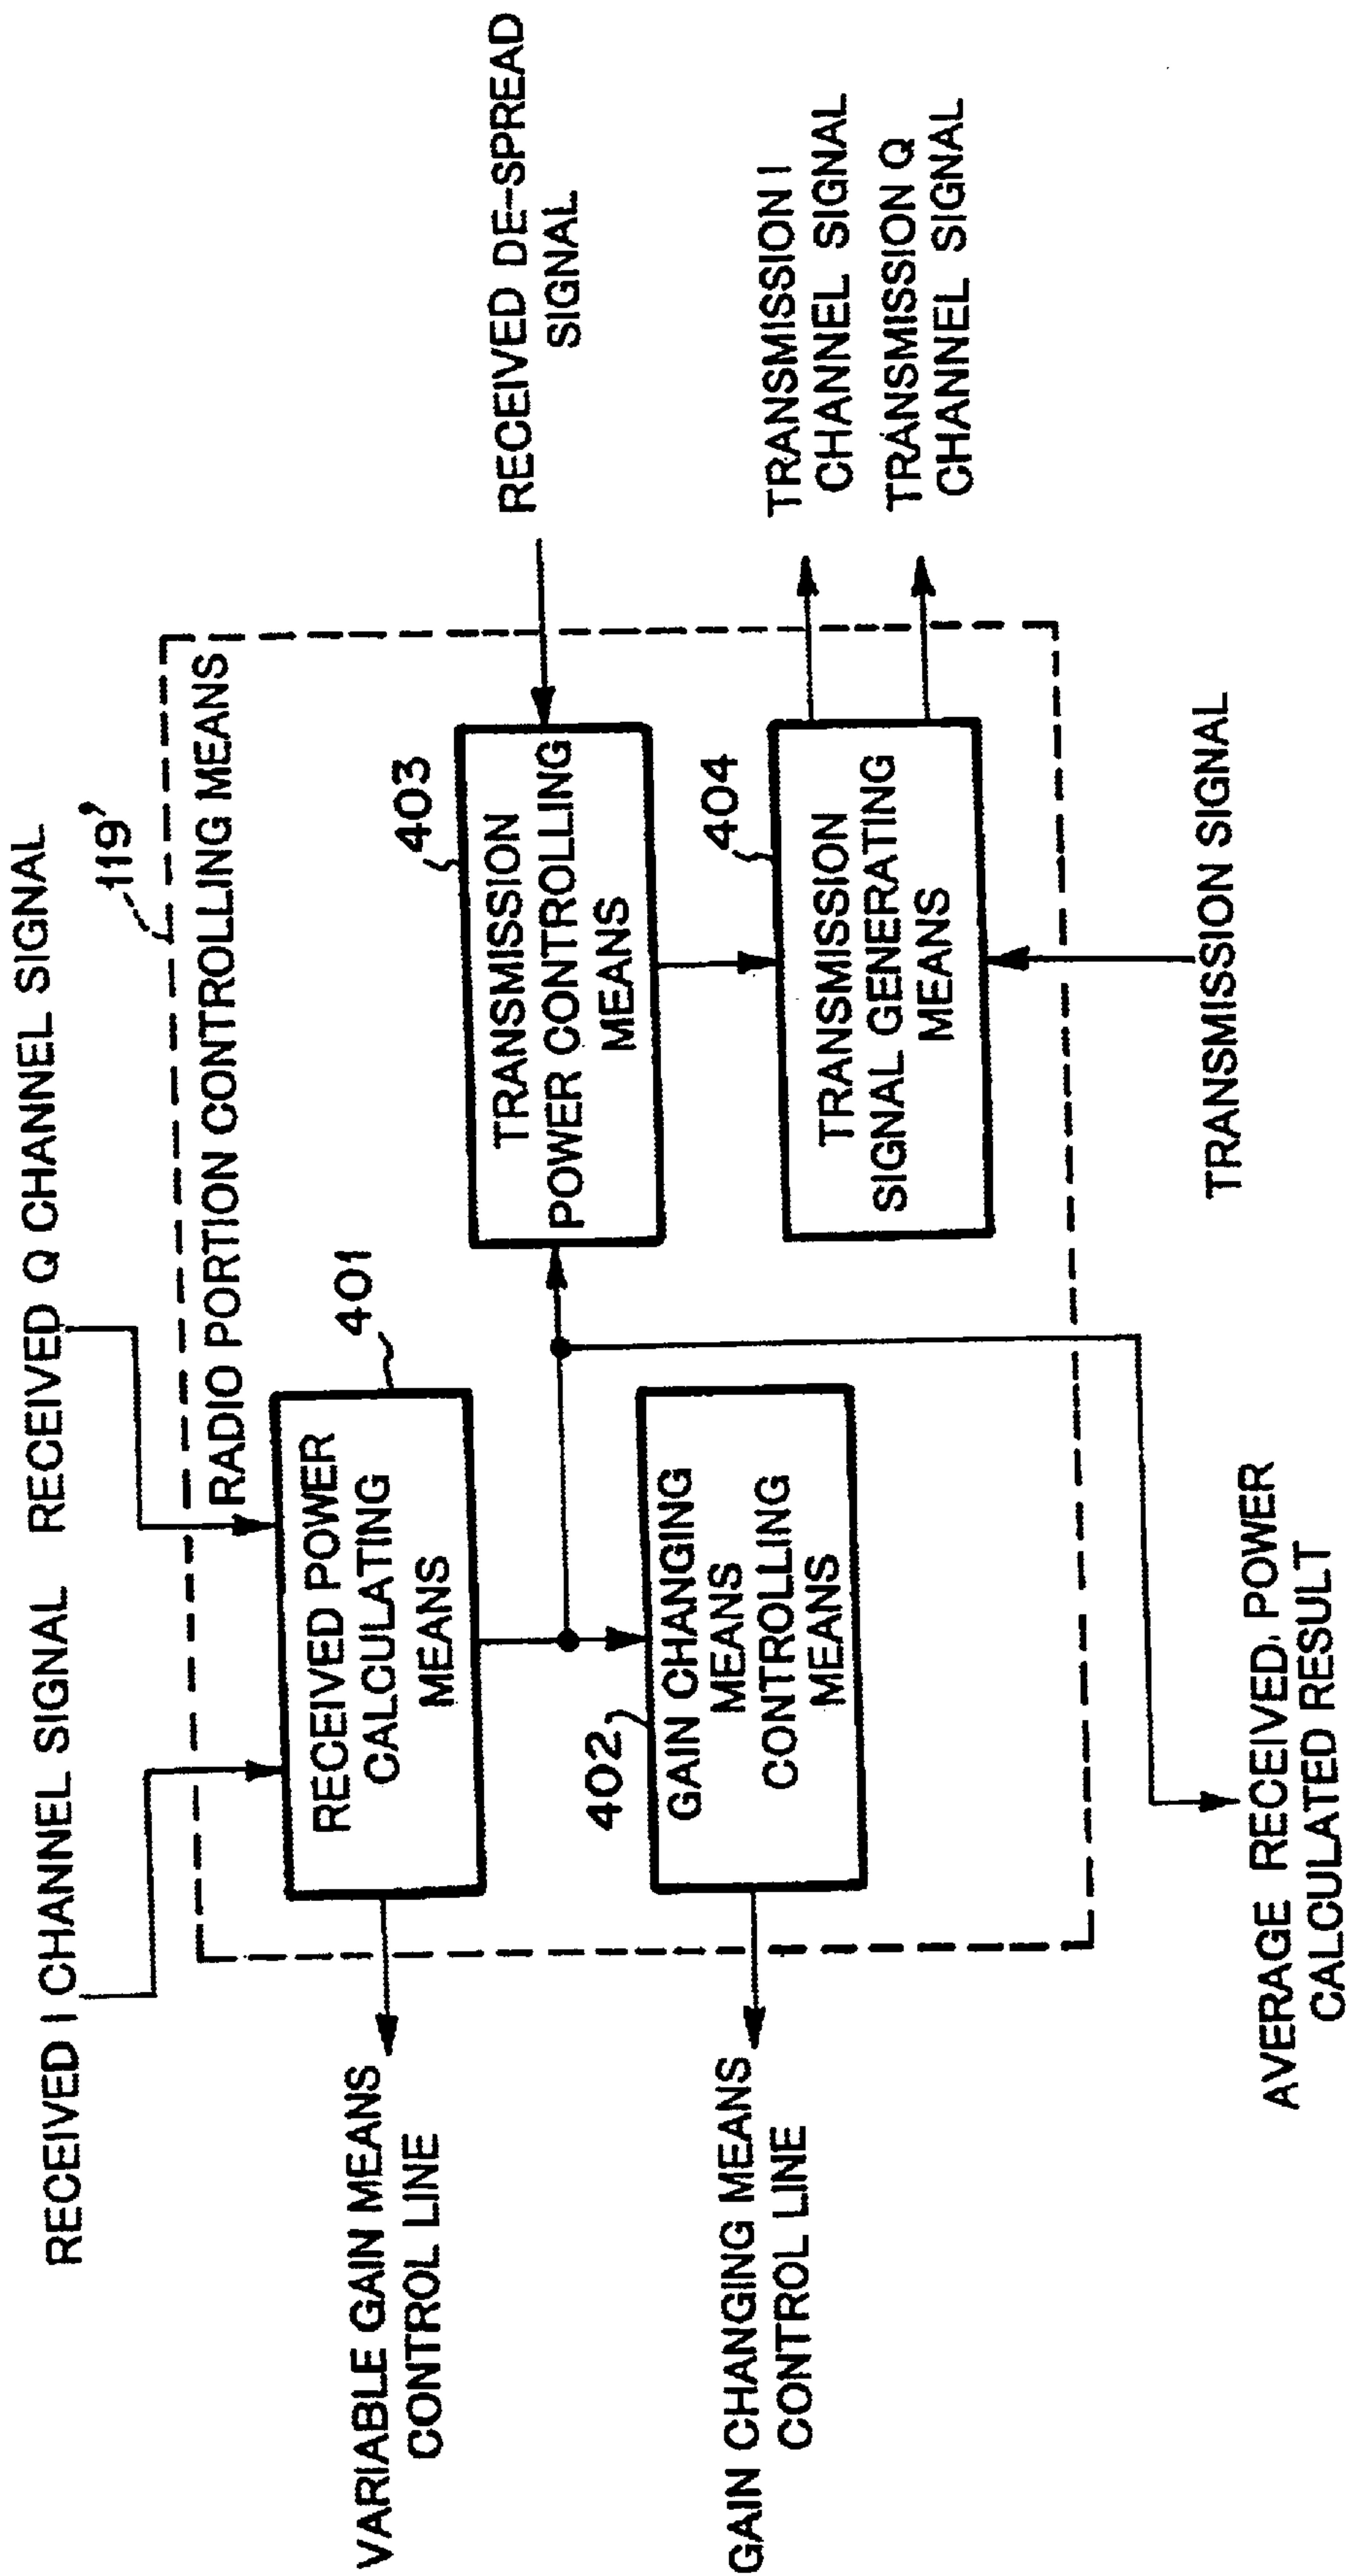 RECEIVED I CHANNEL SIGNAL
RECEIVED Q CHANNEL SIGNAL
119'
RADIO PORTION CONTROLLING MEANS
VARIABLE GAIN MEANS
CONTROL LINE
RECEIVED POWER
CALCULATING
MEANS
401
403
TRANSMISSION
POWER CONTROLLING
MEANS
RECEIVED DE-SPREAD
SIGNAL
GAIN CHANGING MEANS
CONTROL LINE
402
GAIN CHANGING
MEANS
CONTROLLING
MEANS
404
TRANSMISSION
SIGNAL GENERATING
MEANS
TRANSMISSION I
CHANNEL SIGNAL
TRANSMISSION Q
CHANNEL SIGNAL
AVERAGE RECEIVED POWER
CALCULATED RESULT
TRANSMISSION SIGNAL